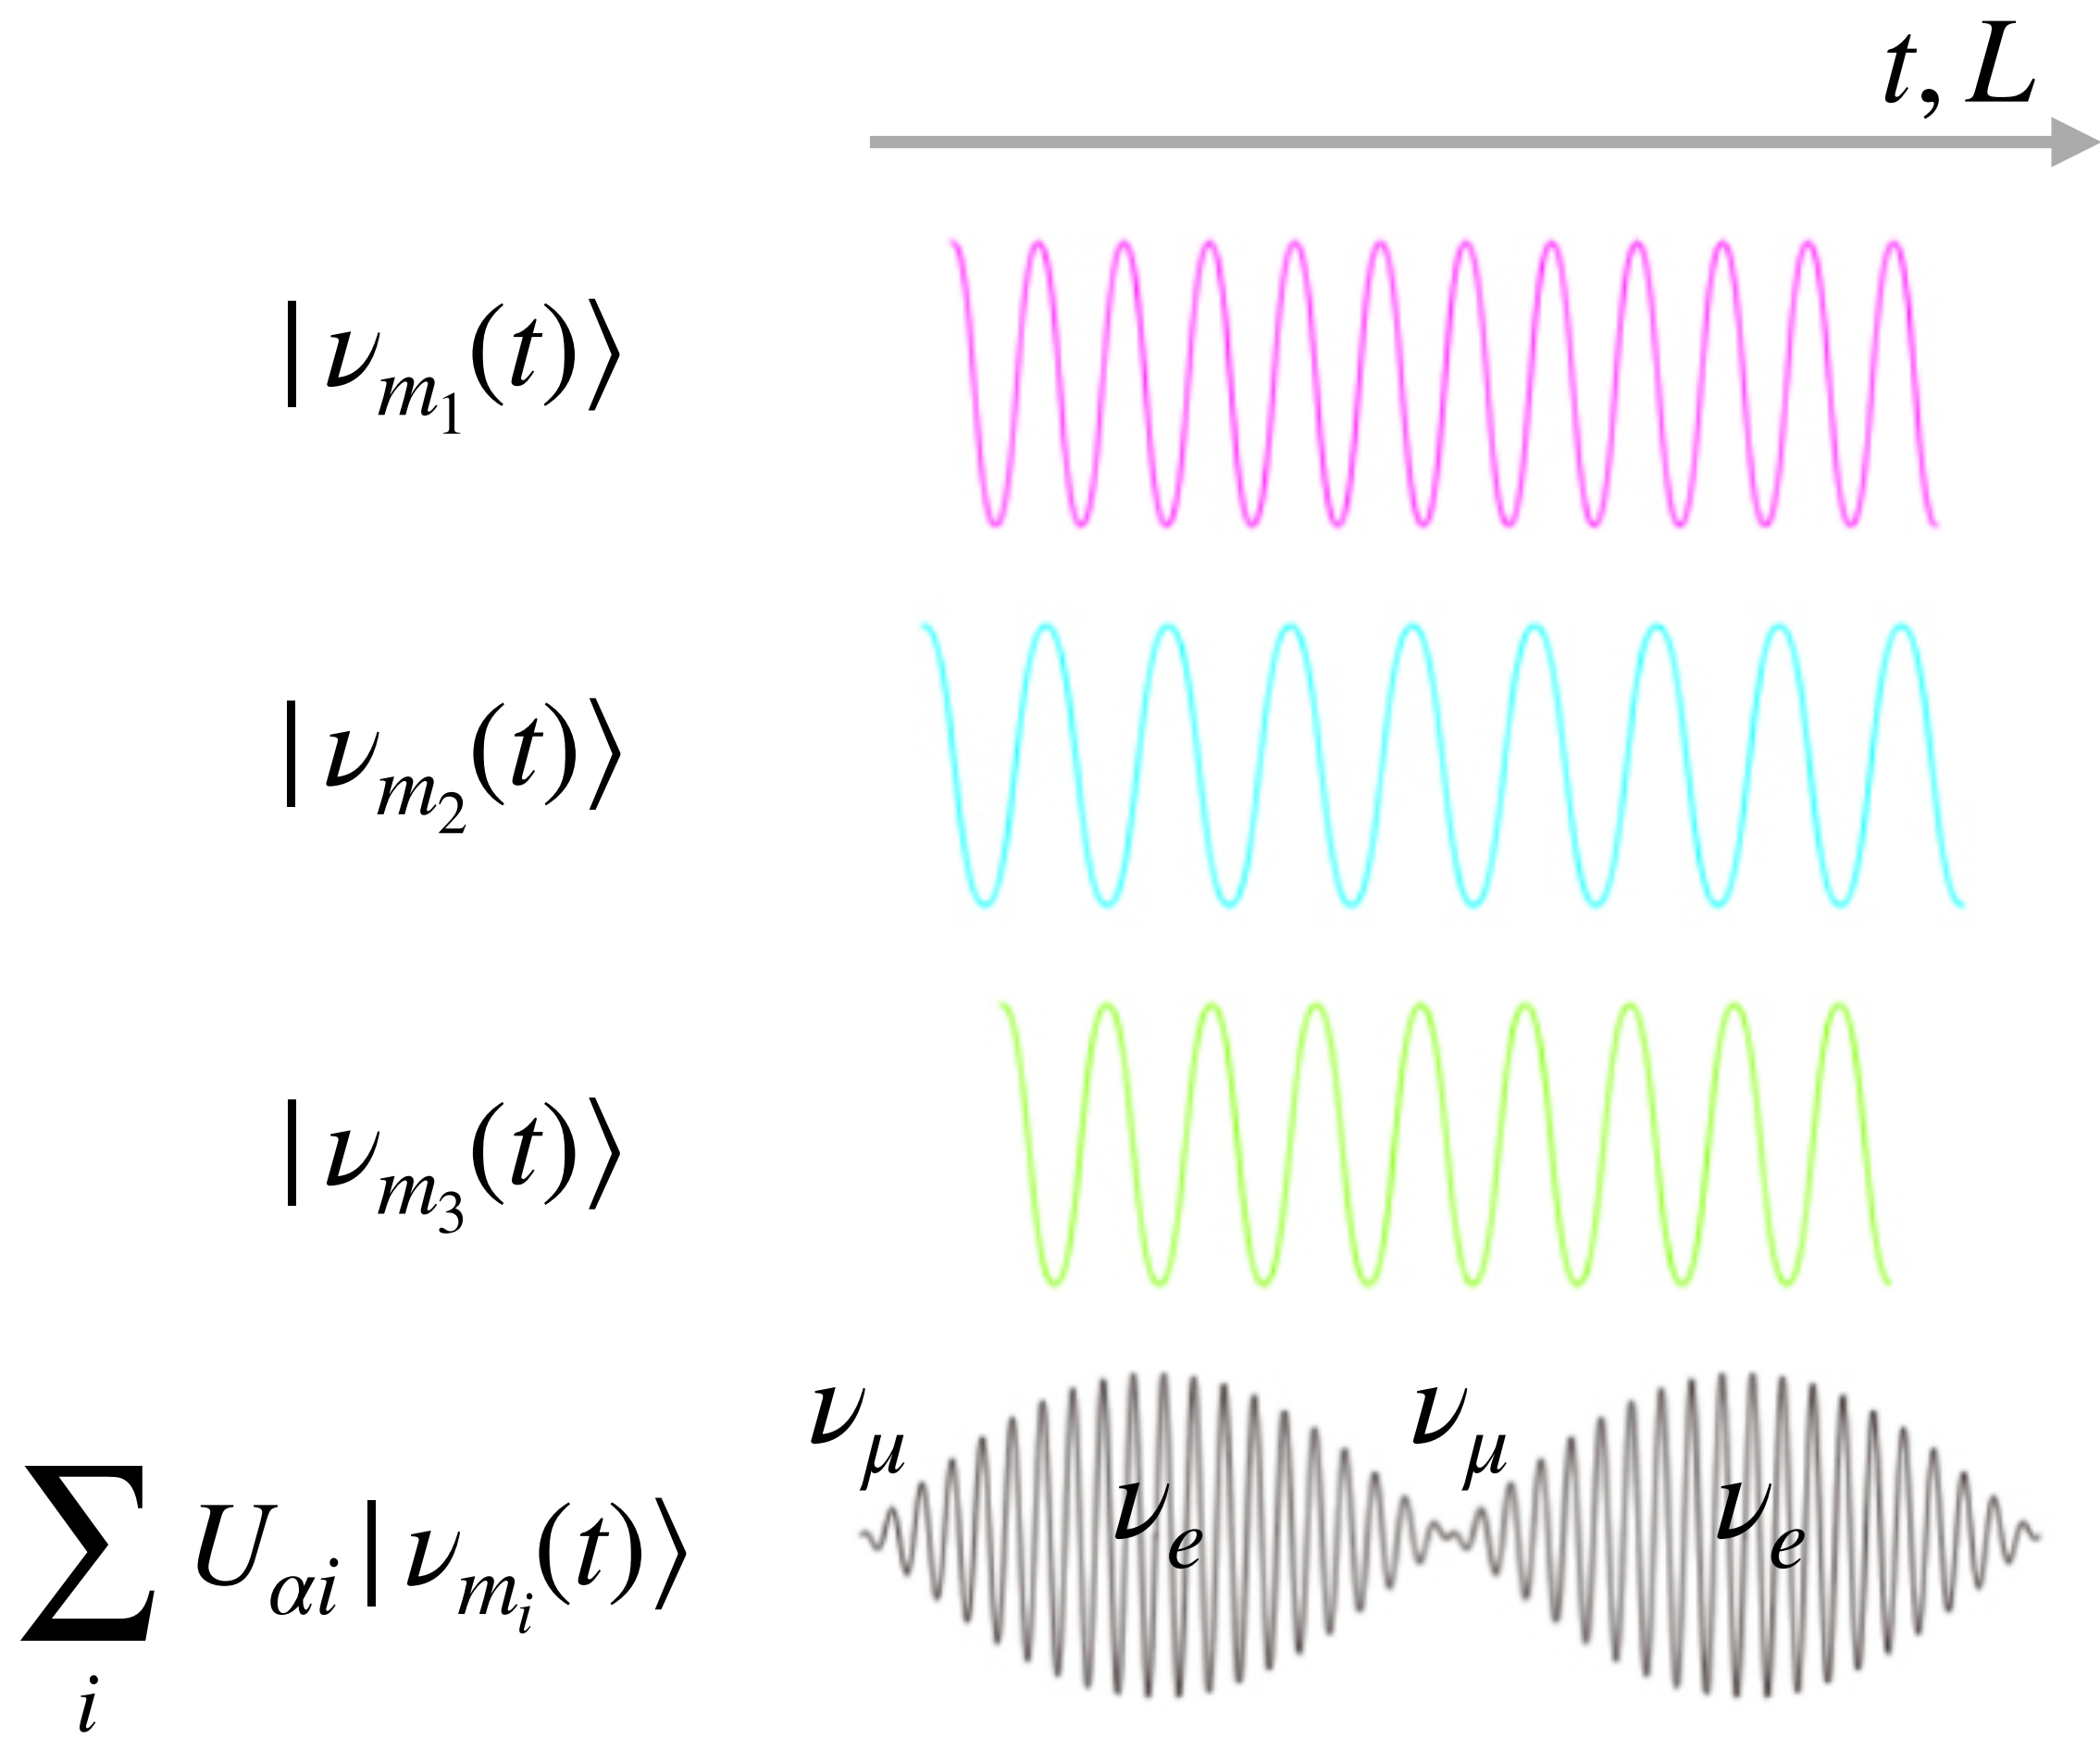 t, L
|ν_{m_1}(t)⟩
|ν_{m_2}(t)⟩
|ν_{m_3}(t)⟩
ν_μ ν_e ν_μ ν_e
∑_i U_{αi}|ν_{m_i}(t)⟩